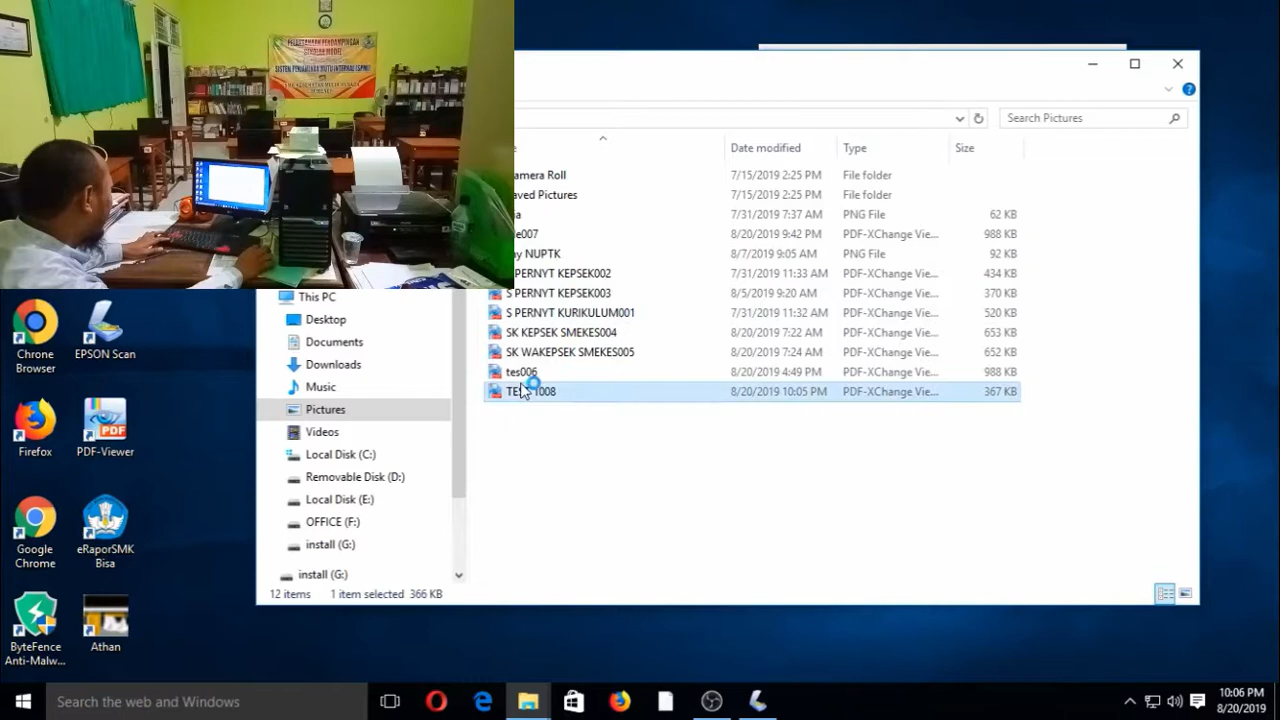 PELAKSANAAN PENDAMPINGAN
SEKOLAH MODEL
SISTEM PENJAMINAN MUTU INTERNAL (SPMI)
Search Pictures
Date modified
Type
Size
amera Roll
7/15/2019 2:25 PM
File folder
aved Pictures
7/15/2019 2:25 PM
File folder
7/31/2019 7:37 AM
PNG File
62 KB
e007
8/20/2019 9:42 PM
PDF-XChange Vie...
988 KB
y NUPTK
8/7/2019 9:05 AM
PNG File
92 KB
PERNYT KEPSEK002
7/31/2019 11:33 AM
PDF-XChange Vie...
434 KB
S PERNYT KEPSEK003
8/5/2019 9:20 AM
PDF-XChange Vie...
370 KB
S PERNYT KURIKULUM001
7/31/2019 11:32 AM
PDF-XChange Vie...
520 KB
SK KEPSEK SMEKES004
8/20/2019 7:22 AM
PDF-XChange Vie...
653 KB
SK WAKEPSEK SMEKES005
8/20/2019 7:24 AM
PDF-XChange Vie...
652 KB
tes006
8/20/2019 4:49 PM
PDF-XChange Vie...
988 KB
8/20/2019 10:05 PM
PDF-XChange Vie...
367 KB
This PC
Desktop
Documents
Downloads
Music
Pictures
Videos
Local Disk (C:)
Removable Disk (D:)
Local Disk (E:)
OFFICE (F:)
install (G:)
install (G:)
12 items
1 item selected 366 KB
Chrome
Browser
EPSON Scan
Firefox
PDF-Viewer
Google
Chrome
eRaporSMK
Bisa
ByteFence
Anti-Malw...
Athan
Search the web and Windows
10:06 PM
8/20/2019